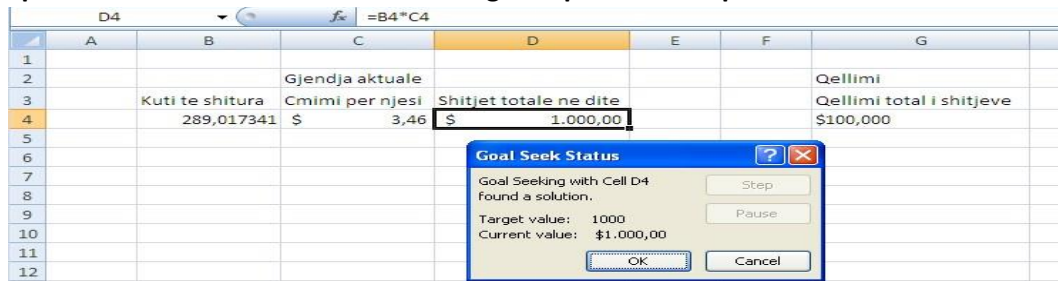 D4 fx =B4*C4
A B C D E F G
1
2 Gjendja aktuale Qellimi
3 Kuti te shitura Cmimi per njesi Shitjet totale ne dite Qellimi total i shitjeve
4 289,017341 $ 3,46 $ 1.000,00 $100,000
5
6
7
8
9
10
11
12
Goal Seek Status
Goal Seeking with Cell D4
found a solution.
Step
Target value: 1000
Pause
Current value: $1.000,00
OK Cancel